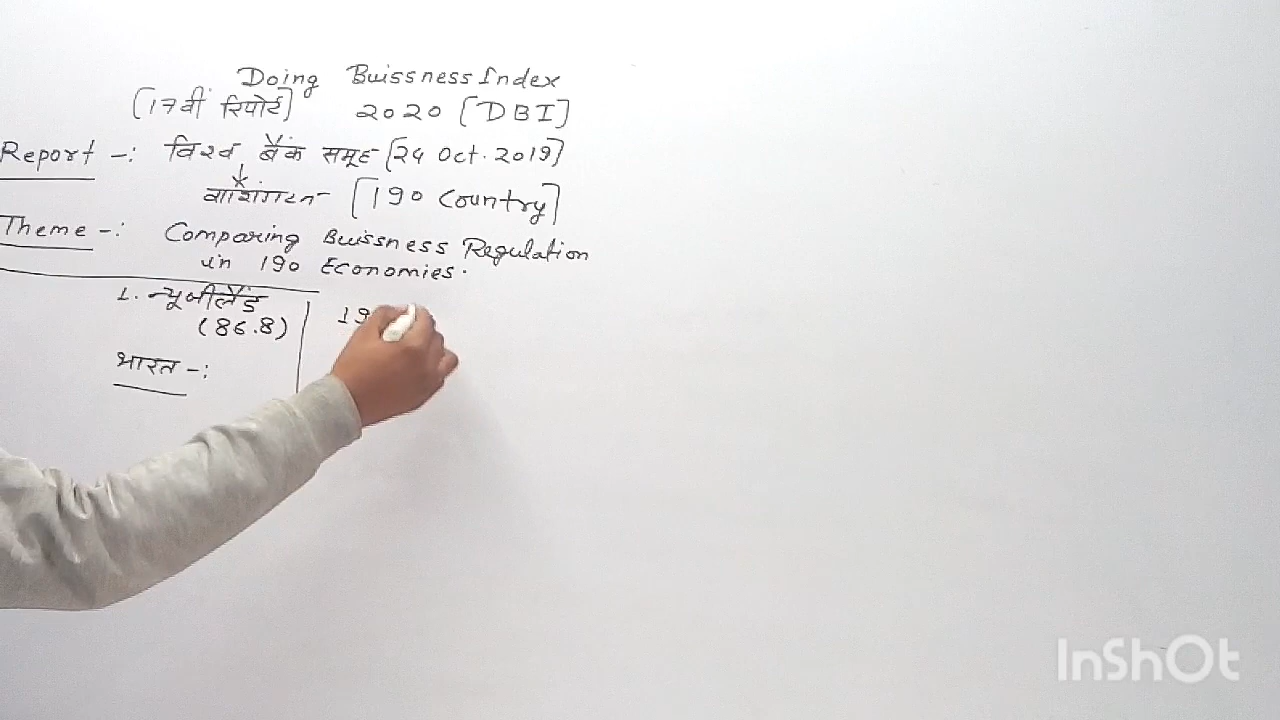 Doing Buissness Index
[17वीं रिपोर्ट] 2020 [DBI]
Report -: विश्व बैंक समूह [24 Oct. 2019]
वाशिंगटन [190 Country]
Theme -: Comparing Buissness Regulation
in 190 Economies.
1. न्यूजीलैंड
(86.8)
19
भारत -:
InShOt